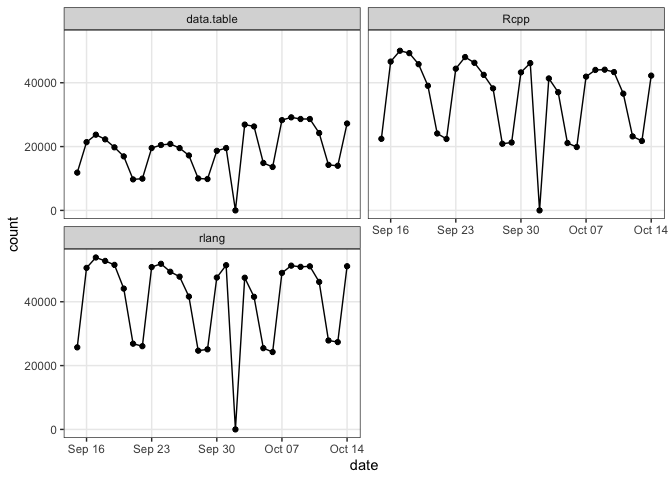 data.table
Rcpp
40000
20000
0
Sep 16 Sep 23 Sep 30 Oct 07 Oct 14
rlang
40000
20000
0
Sep 16 Sep 23 Sep 30 Oct 07 Oct 14
count
date